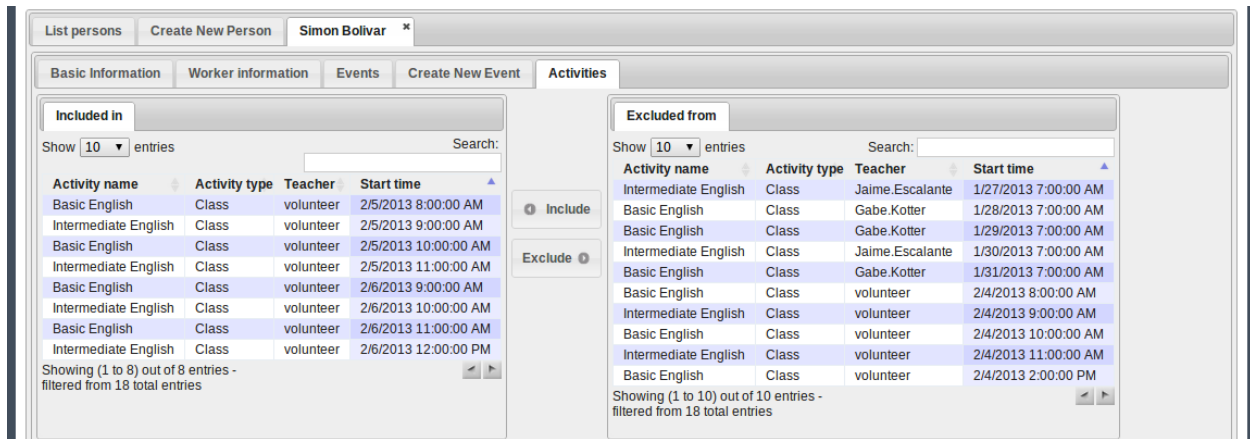 List persons Create New Person Simon Bolivar ✖
Basic Information Worker information Events Create New Event Activities
Included in
Show 10 ▼ entries Search:
Activity name Activity type Teacher Start time
Basic English Class volunteer 2/5/2013 8:00:00 AM
Intermediate English Class volunteer 2/5/2013 9:00:00 AM
Basic English Class volunteer 2/5/2013 10:00:00 AM
Intermediate English Class volunteer 2/5/2013 11:00:00 AM
Basic English Class volunteer 2/6/2013 9:00:00 AM
Intermediate English Class volunteer 2/6/2013 10:00:00 AM
Basic English Class volunteer 2/6/2013 11:00:00 AM
Intermediate English Class volunteer 2/6/2013 12:00:00 PM
Showing (1 to 8) out of 8 entries -
filtered from 18 total entries
Include
Exclude
Excluded from
Show 10 ▼ entries Search:
Activity name Activity type Teacher Start time
Intermediate English Class Jaime.Escalante 1/27/2013 7:00:00 AM
Basic English Class Gabe.Kotter 1/28/2013 7:00:00 AM
Basic English Class Gabe.Kotter 1/29/2013 7:00:00 AM
Intermediate English Class Jaime.Escalante 1/30/2013 7:00:00 AM
Basic English Class Gabe.Kotter 1/31/2013 7:00:00 AM
Basic English Class volunteer 2/4/2013 8:00:00 AM
Intermediate English Class volunteer 2/4/2013 9:00:00 AM
Basic English Class volunteer 2/4/2013 10:00:00 AM
Intermediate English Class volunteer 2/4/2013 11:00:00 AM
Basic English Class volunteer 2/4/2013 2:00:00 PM
Showing (1 to 10) out of 10 entries -
filtered from 18 total entries